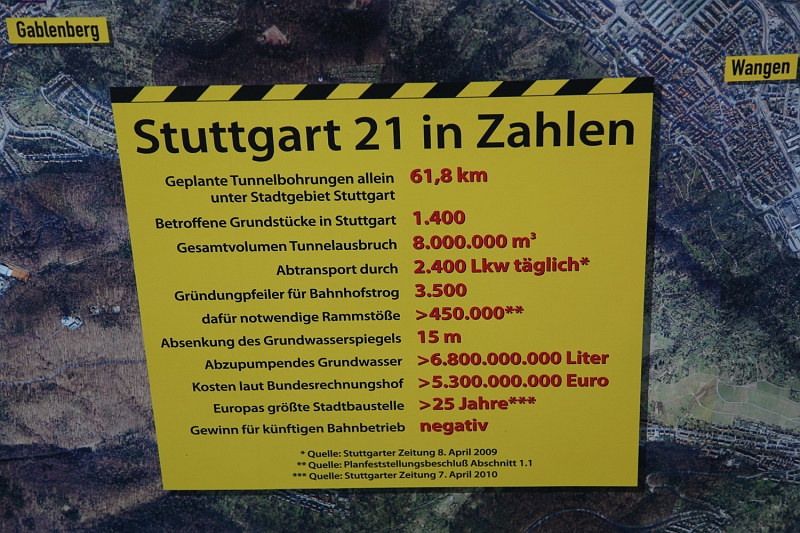 Gablenberg
Wangen
Stuttgart 21 in Zahlen
Geplante Tunnelbohrungen allein 61,8 km
unter Stadtgebiet Stuttgart
Betroffene Grundstücke in Stuttgart 1.400
Gesamtvolumen Tunnelausbruch 8.000.000 m³
Abtransport durch 2.400 Lkw täglich*
Gründungpfeiler für Bahnhofstrog 3.500
dafür notwendige Rammstöße >450.000**
Absenkung des Grundwasserspiegels 15 m
Abzupumpendes Grundwasser >6.800.000.000 Liter
Kosten laut Bundesrechnungshof >5.300.000.000 Euro
Europas größte Stadtbaustelle >25 Jahre***
Gewinn für künftigen Bahnbetrieb negativ
* Quelle: Stuttgarter Zeitung 8. April 2009
** Quelle: Planfeststellungsbeschluß Abschnitt 1.1
*** Quelle: Stuttgarter Zeitung 7. April 2010